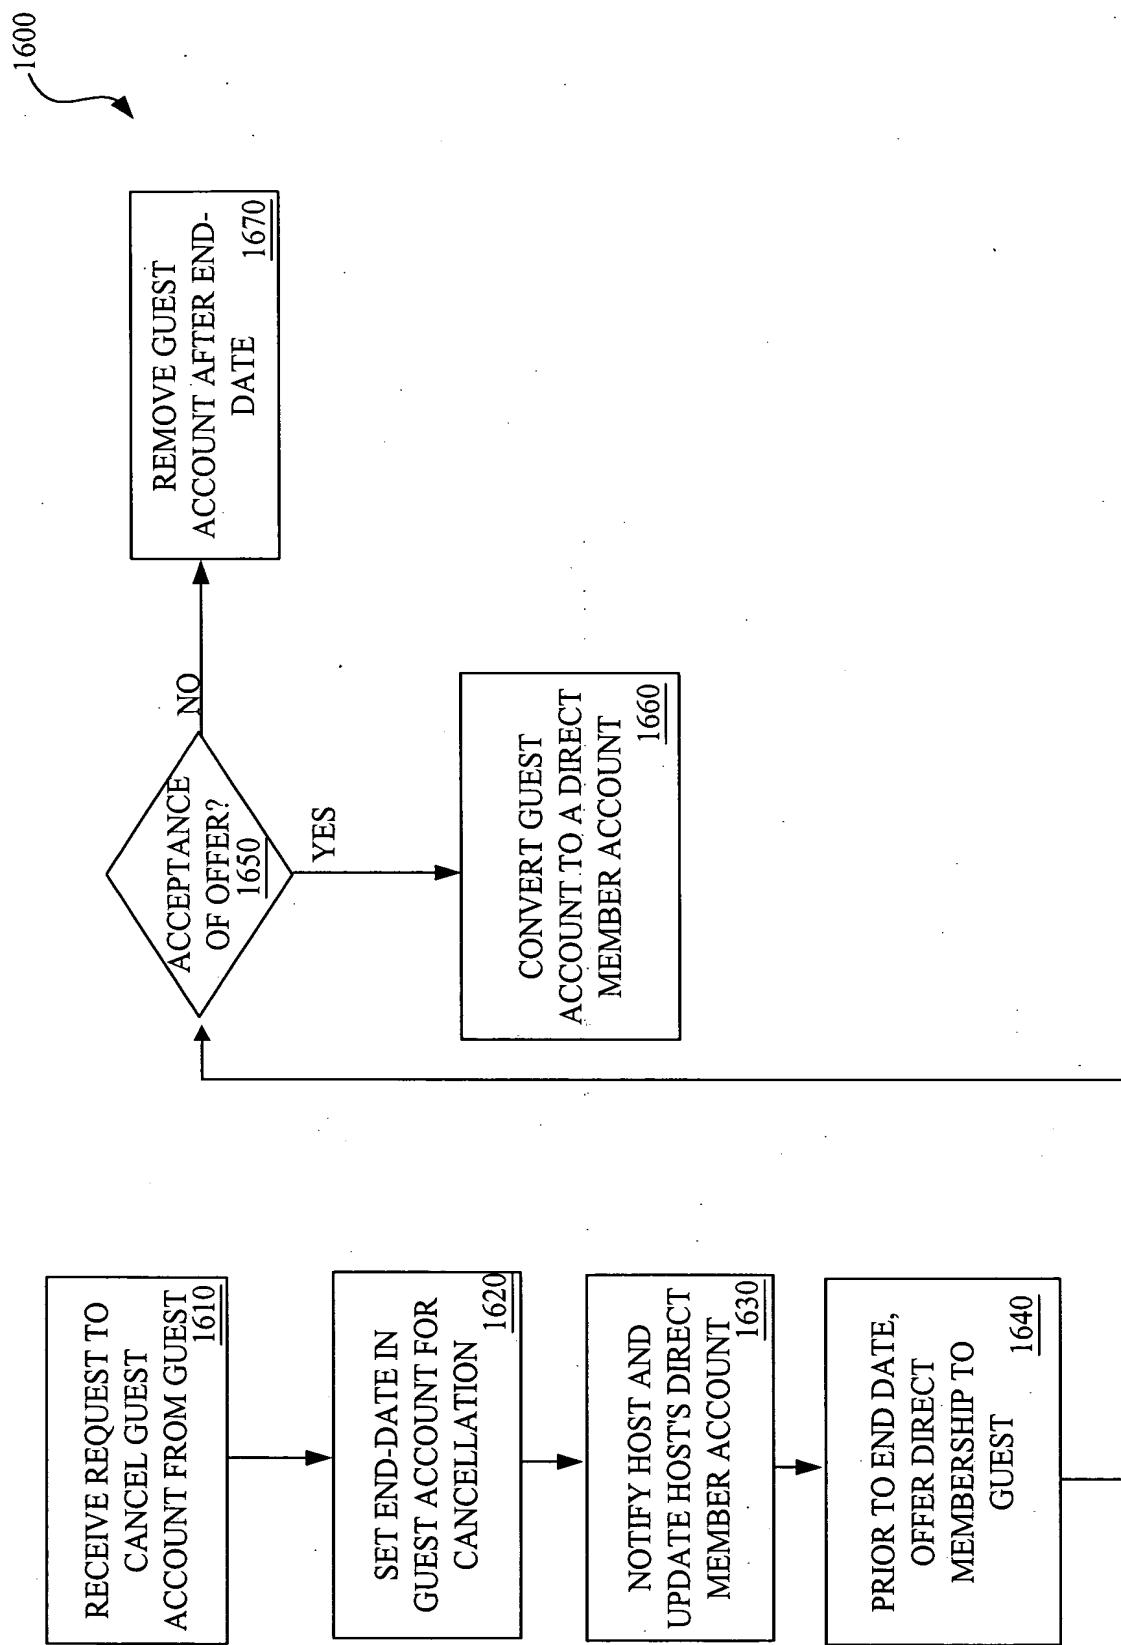 1600
RECEIVE REQUEST TO
CANCEL GUEST
ACCOUNT FROM GUEST
1610
SET END-DATE IN
GUEST ACCOUNT FOR
CANCELLATION
1620
NOTIFY HOST AND
UPDATE HOST'S DIRECT
MEMBER ACCOUNT
1630
PRIOR TO END DATE,
OFFER DIRECT
MEMBERSHIP TO
GUEST
1640
ACCEPTANCE
OF OFFER?
1650
YES
NO
CONVERT GUEST
ACCOUNT TO A DIRECT
MEMBER ACCOUNT
1660
REMOVE GUEST
ACCOUNT AFTER END-
DATE
1670